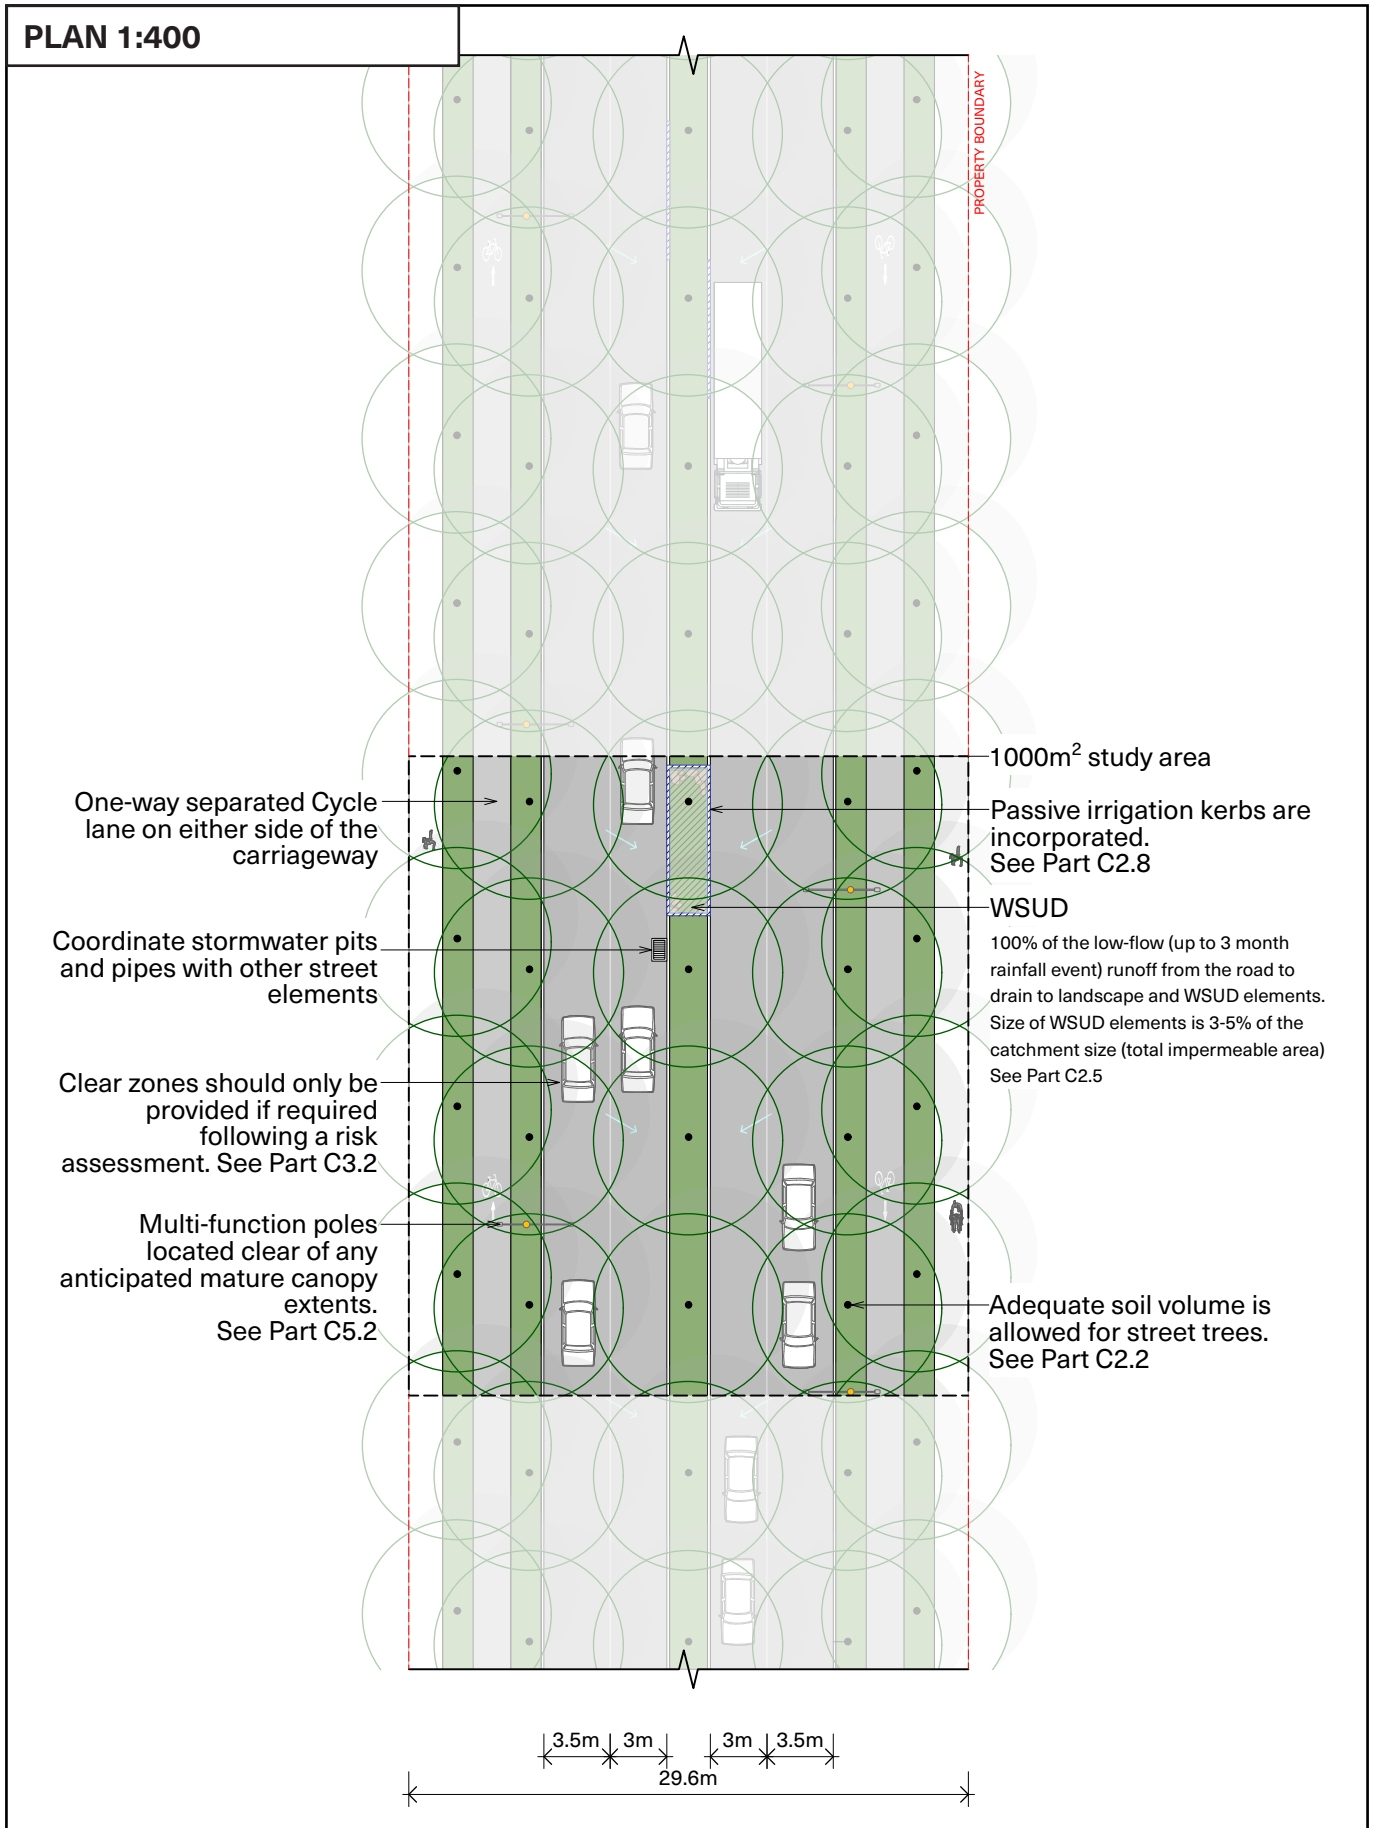 PLAN 1:400
PROPERTY BOUNDARY
One-way separated Cycle
lane on either side of the
carriageway
Coordinate stormwater pits
and pipes with other street
elements
Clear zones should only be
provided if required
following a risk
assessment. See Part C3.2
Multi-function poles
located clear of any
anticipated mature canopy
extents.
See Part C5.2
1000m² study area
Passive irrigation kerbs are
incorporated.
See Part C2.8
WSUD
100% of the low-flow (up to 3 month
rainfall event) runoff from the road to
drain to landscape and WSUD elements.
Size of WSUD elements is 3-5% of the
catchment size (total impermeable area)
See Part C2.5
Adequate soil volume is
allowed for street trees.
See Part C2.2
3.5m 3m 3m 3.5m
29.6m